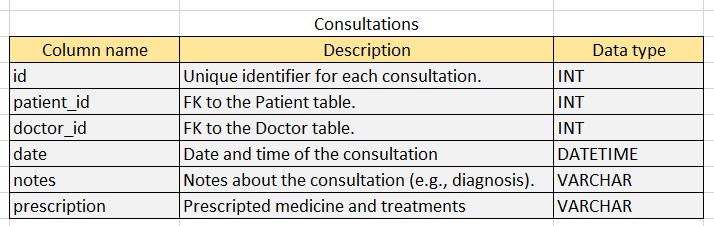 Consultations
Column name Description Data type
id Unique identifier for each consultation. INT
patient_id FK to the Patient table. INT
doctor_id FK to the Doctor table. INT
date Date and time of the consultation DATETIME
notes Notes about the consultation (e.g., diagnosis). VARCHAR
prescription Prescripted medicine and treatments VARCHAR